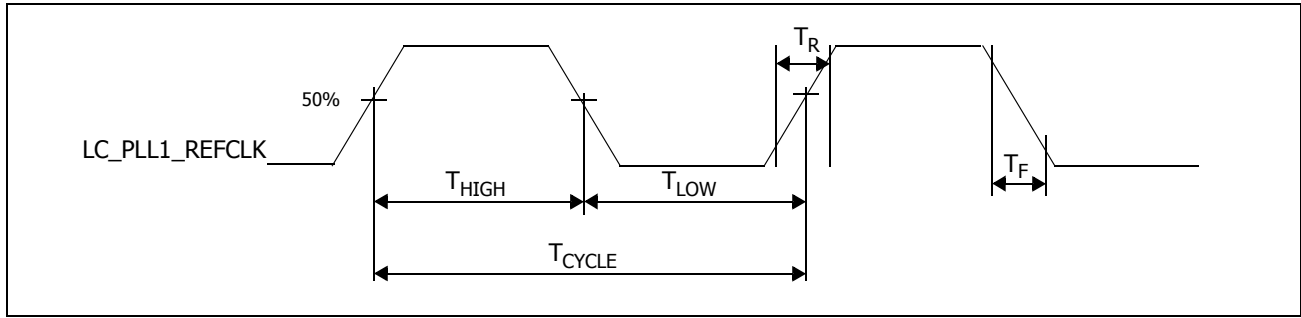 T_R
50%
LC_PLL1_REFCLK
T_F
T_HIGH
T_LOW
T_CYCLE